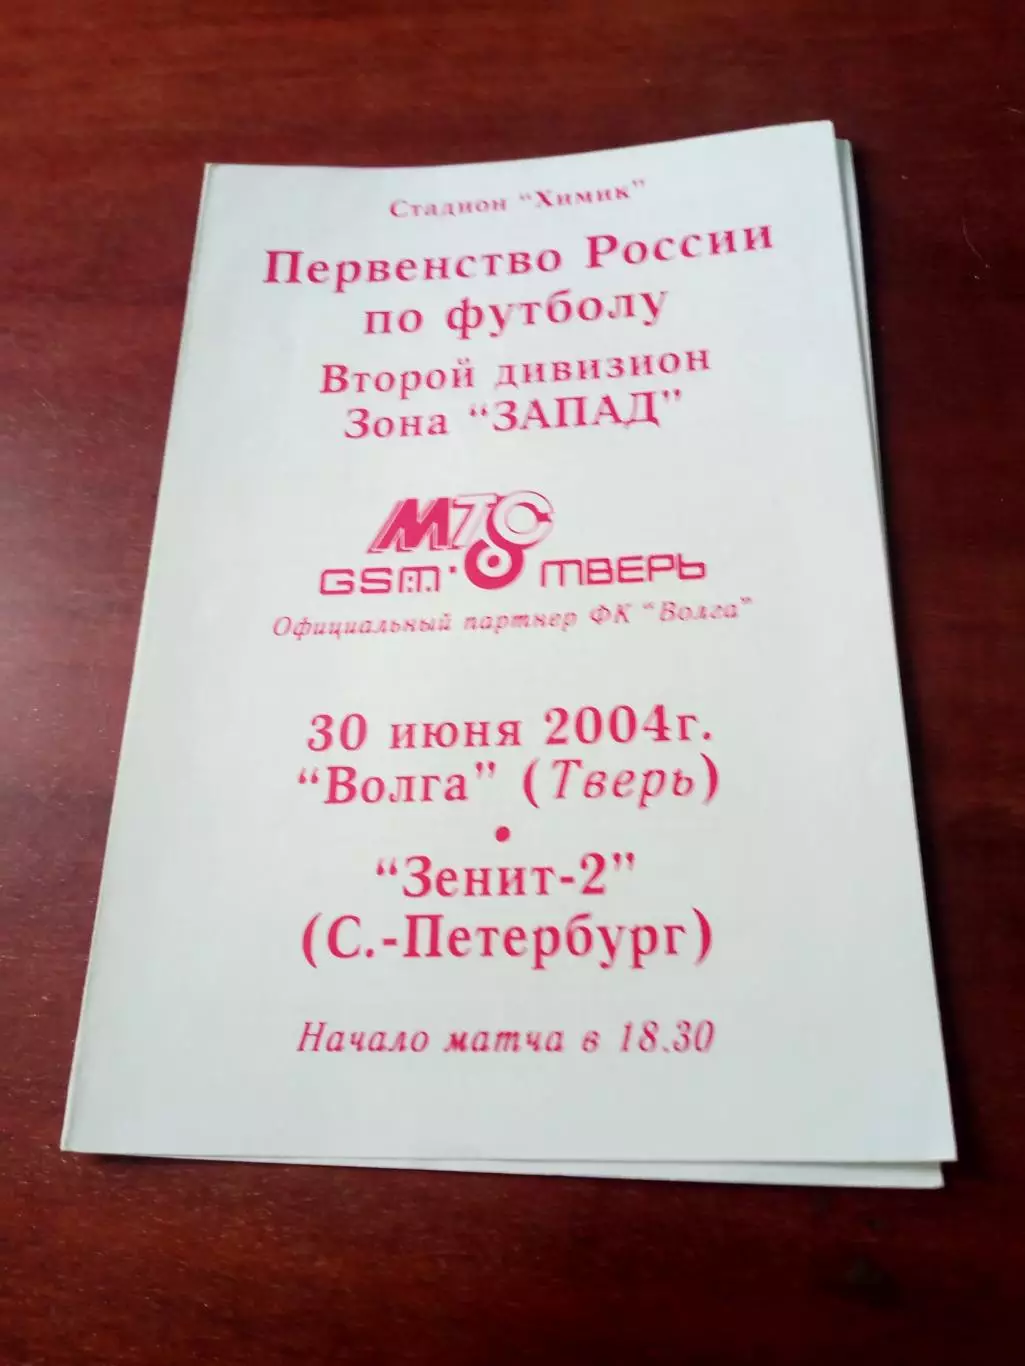 Стадион "Химик"
Первенство России
по футболу
Второй дивизион
Зона "ЗАПАД"
МТС
GSM· ТВЕРЬ
Официальный партнер ФК "Волга"
30 июня 2004г.
"Волга" (Тверь)
•
"Зенит-2"
(С.-Петербург)
Начало матча в 18.30